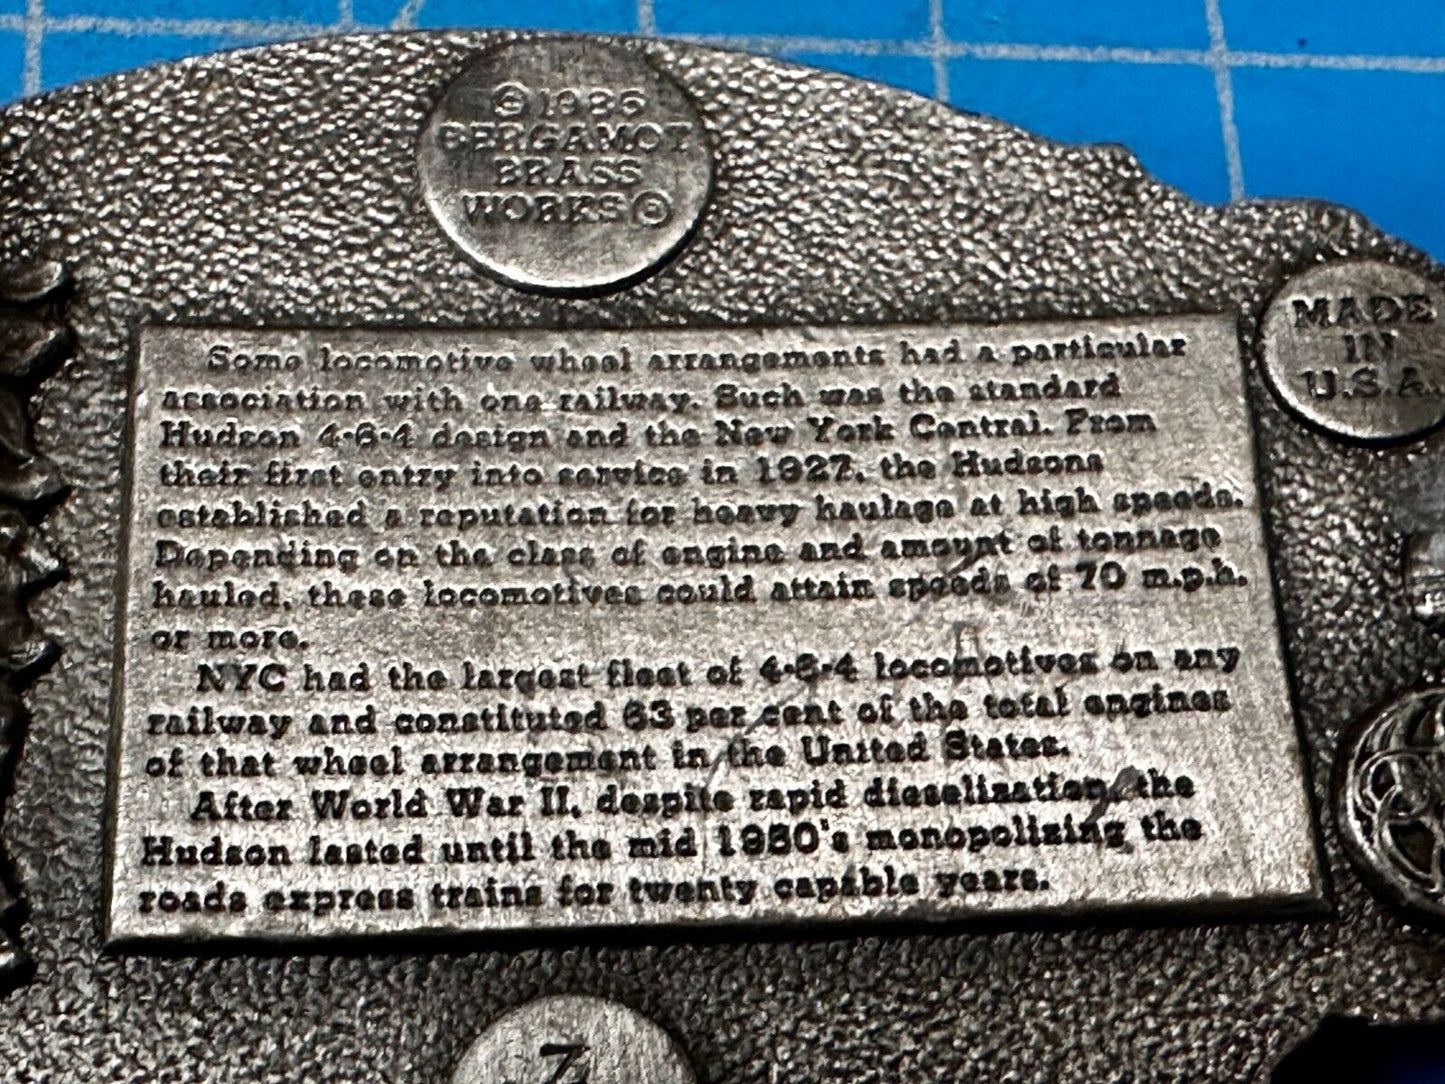 © 1985
BERGAMOT
BRASS
WORKS ©
MADE
IN
U.S.A.
Some locomotive wheel arrangements had a particular
association with one railway. Such was the standard
Hudson 4-6-4 design and the New York Central. From
their first entry into service in 1927, the Hudsons
established a reputation for heavy haulage at high speeds.
Depending on the class of engine and amount of tonnage
hauled, these locomotives could attain speeds of 70 m.p.h.
or more.
NYC had the largest fleet of 4-6-4 locomotives on any
railway and constituted 63 per cent of the total engines
of that wheel arrangement in the United States.
After World War II, despite rapid dieselization, the
Hudson lasted until the mid 1950's monopolizing the
roads express trains for twenty capable years.
Z